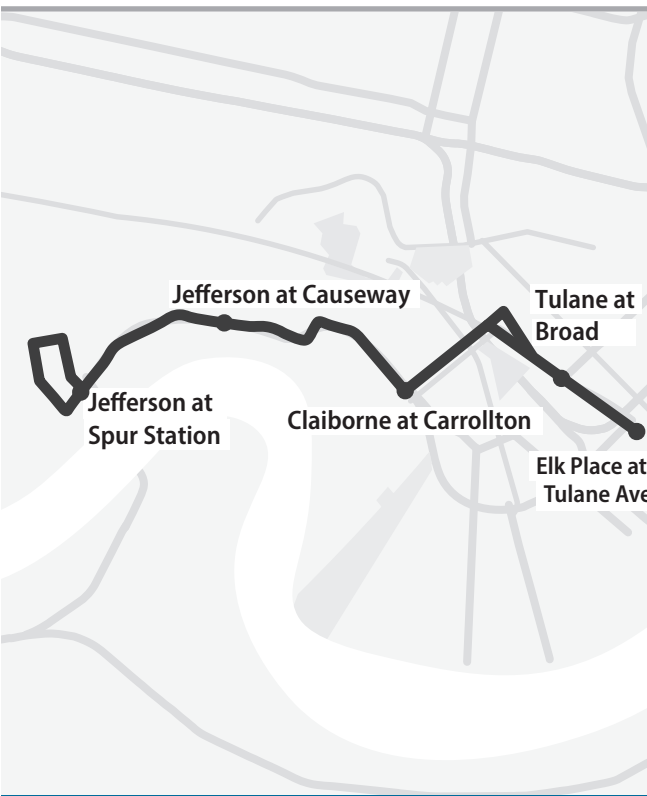 Jefferson at Causeway
Tulane at
Broad
Jefferson at
Spur Station
Claiborne at Carrollton
Elk Place at
Tulane Ave